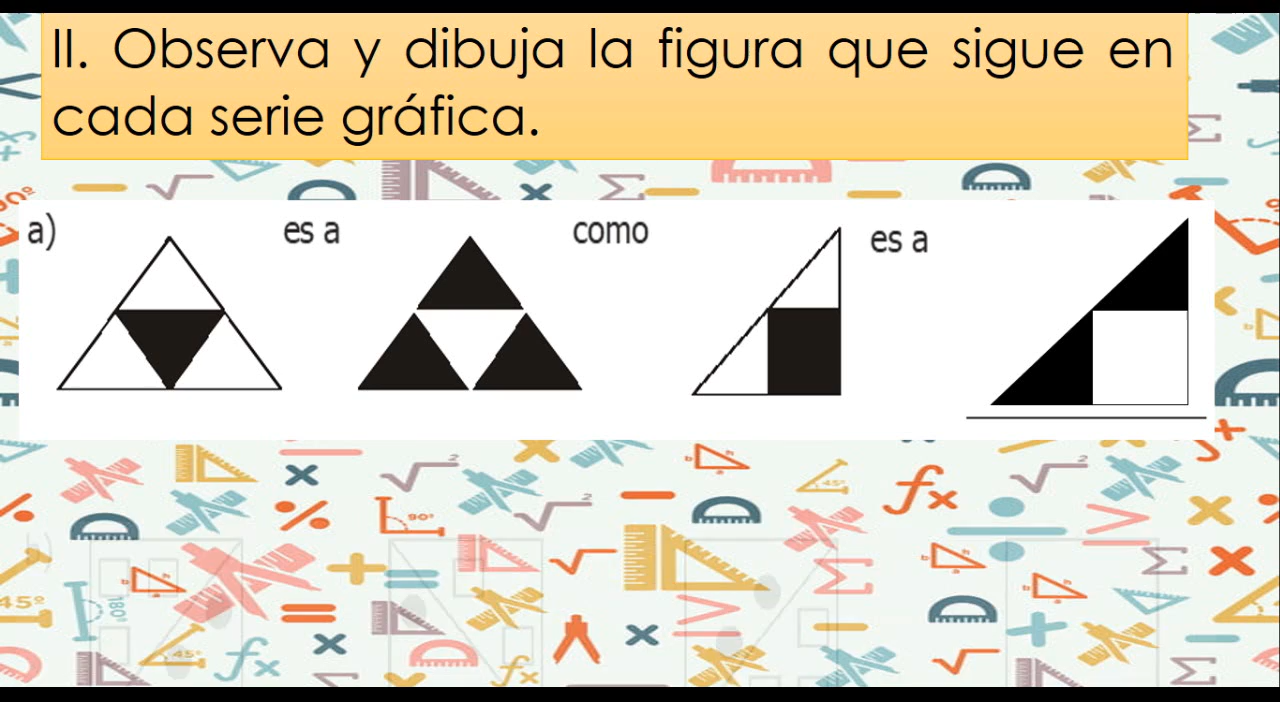 II. Observa y dibuja la figura que sigue en
cada serie gráfica.
a) es a como es a